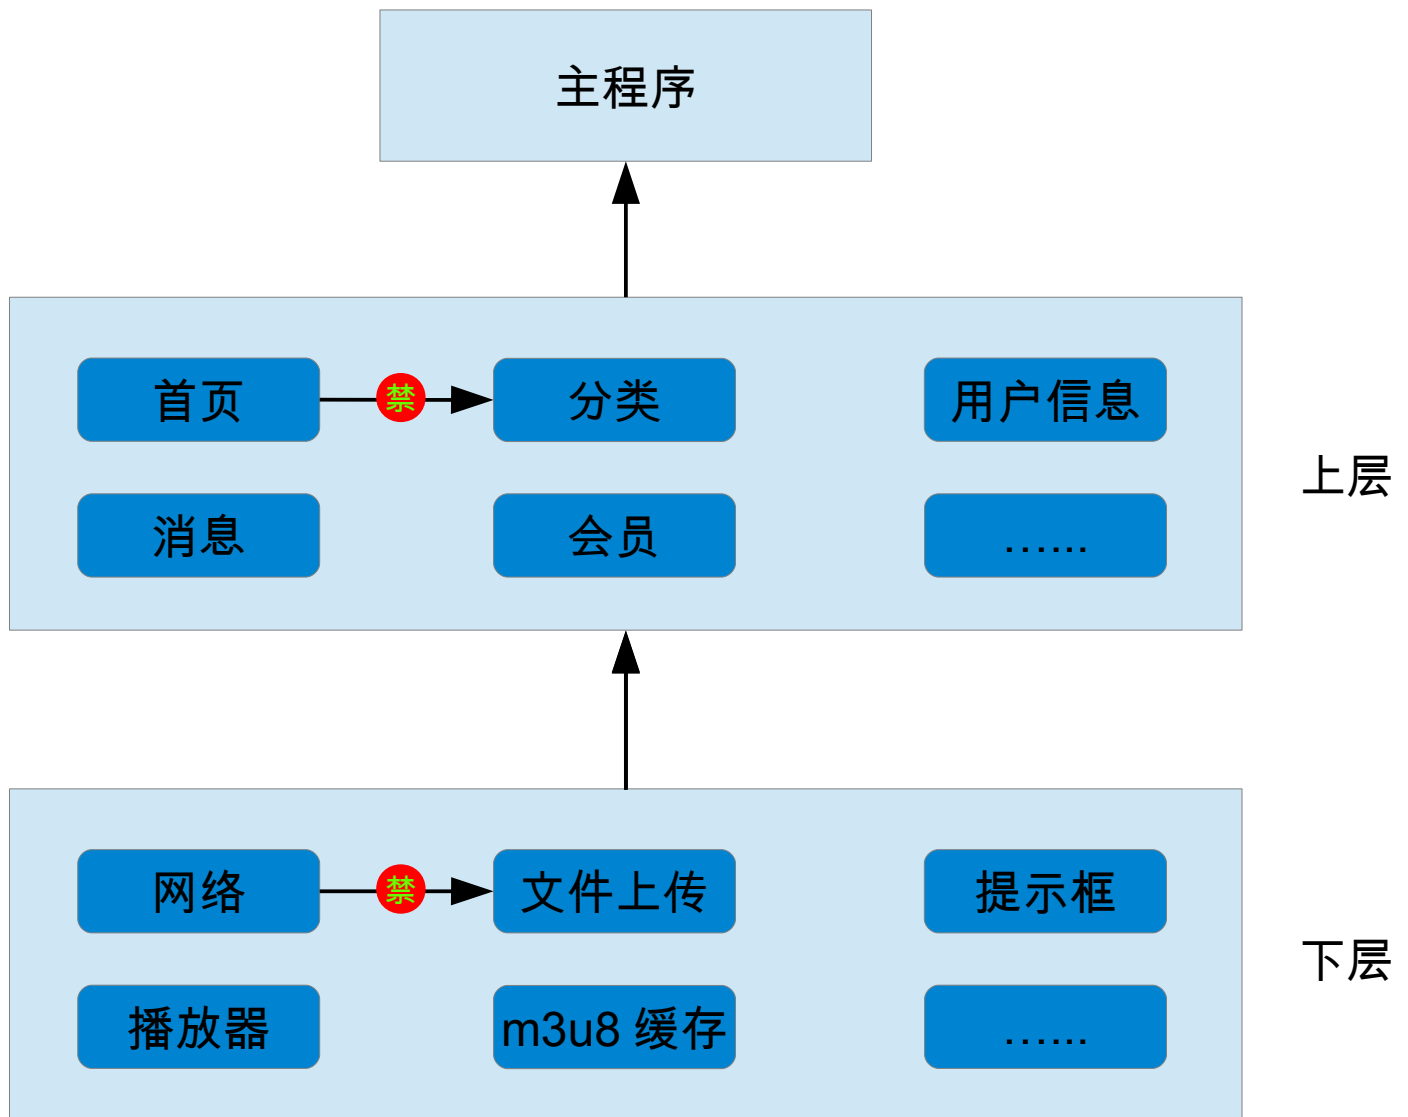 主程序
首页
禁
分类
用户信息
消息
会员
…...
上层
网络
禁
文件上传
提示框
播放器
m3u8 缓存
…...
下层